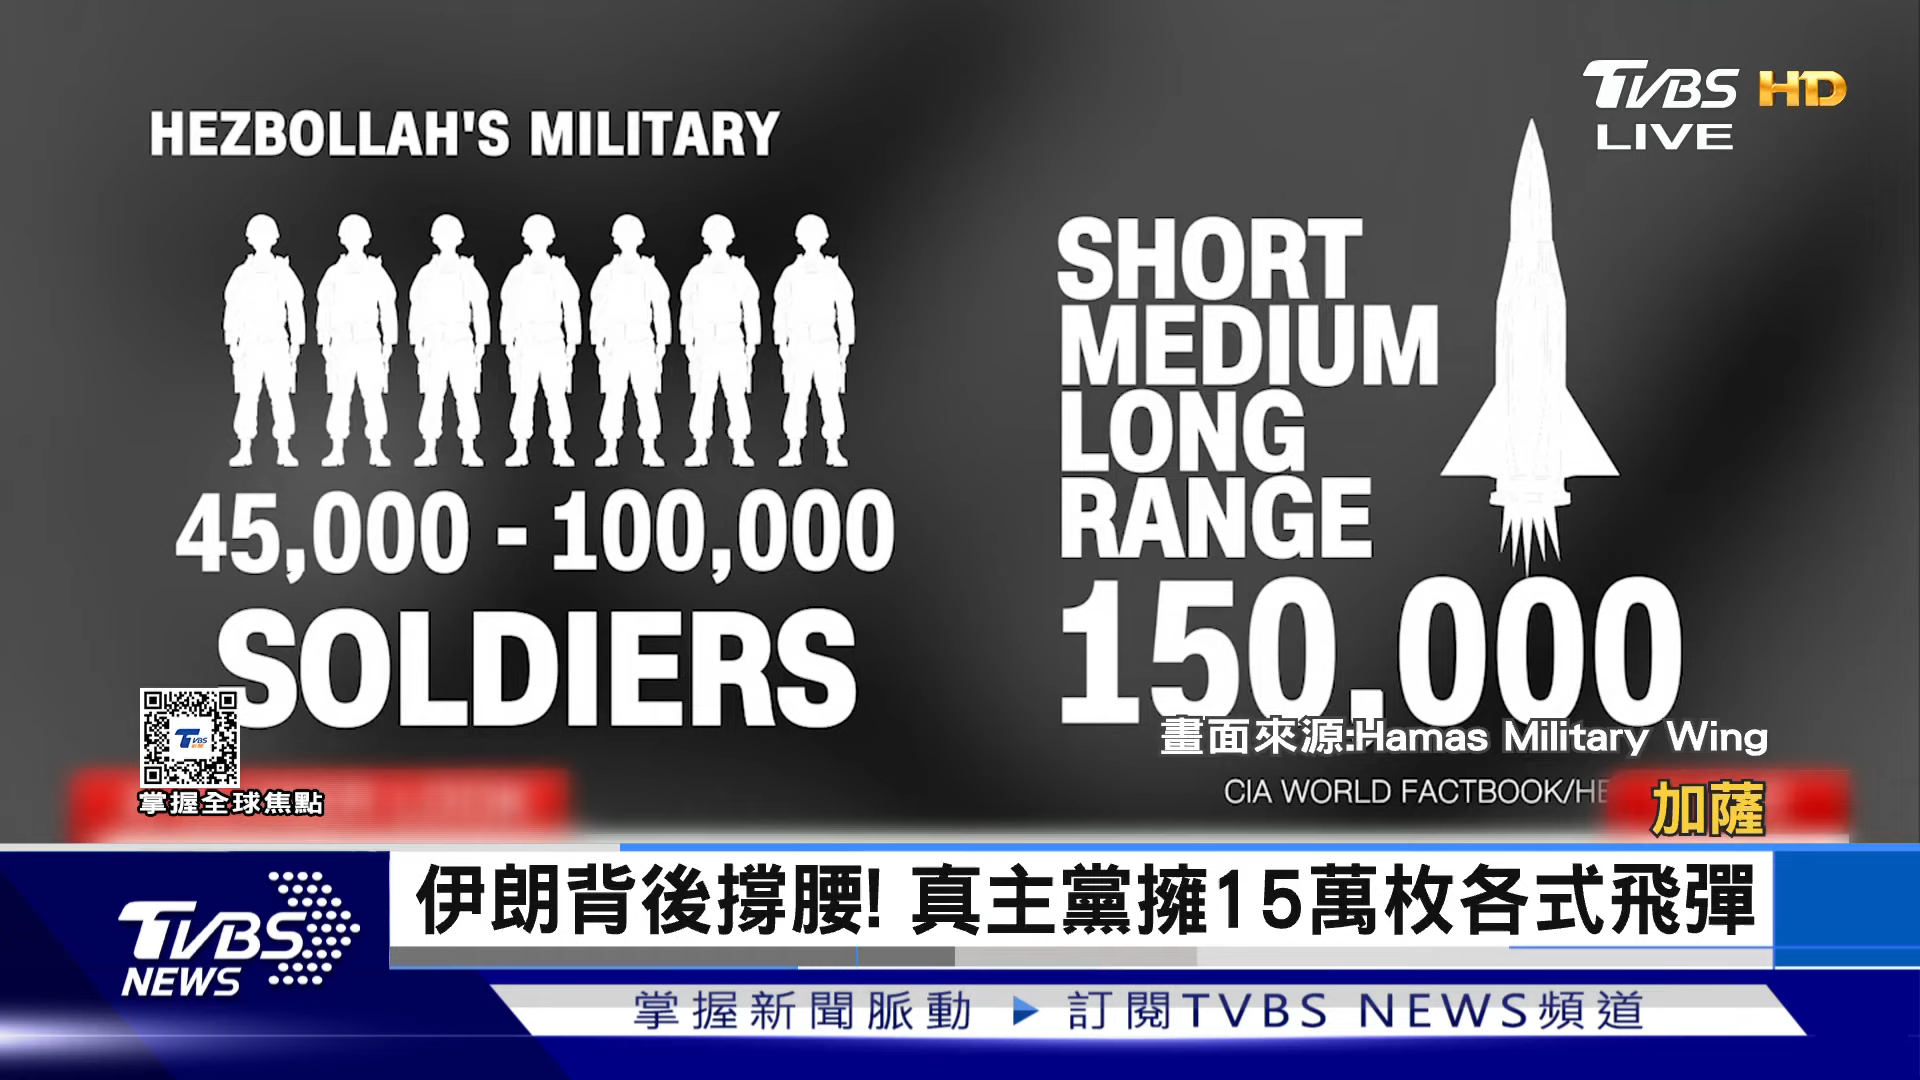 HEZBOLLAH'S MILITARY
TVBS HD
LIVE
SHORT
MEDIUM
LONG
RANGE
45,000 - 100,000
SOLDIERS
150,000
TVBS
畫面來源:Hamas Military Wing
CIA WORLD FACTBOOK/HE
掌握全球焦點
加薩
伊朗背後撐腰! 真主黨擁15萬枚各式飛彈
TVBS
NEWS
掌握新聞脈動 ▶ 訂閱TVBS NEWS頻道